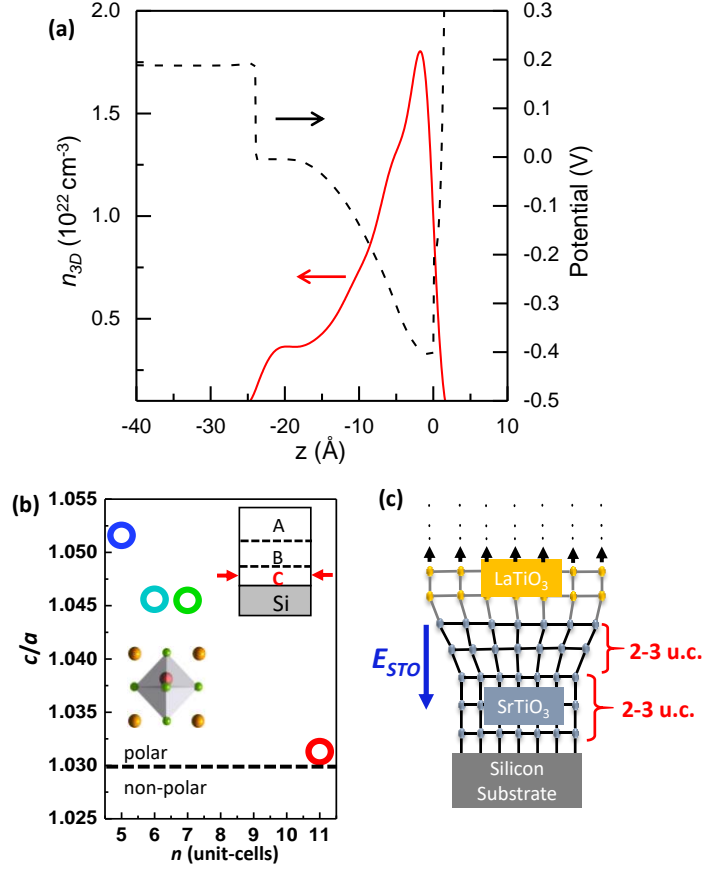 (a)
2.0
1.5
1.0
0.5
n3D (10²² cm⁻³)
0.3
0.2
0.1
0.0
-0.1
-0.2
-0.3
-0.4
-0.5
Potential (V)
-40 -30 -20 -10 0 10
z (Å)
(b)
1.055
1.050
1.045
1.040
1.035
1.030
1.025
c/a
A
B
C
Si
polar
non-polar
5 6 7 8 9 10 11
n (unit-cells)
(c)
LaTiO₃
E_STO
2-3 u.c.
SrTiO₃
2-3 u.c.
Silicon
Substrate